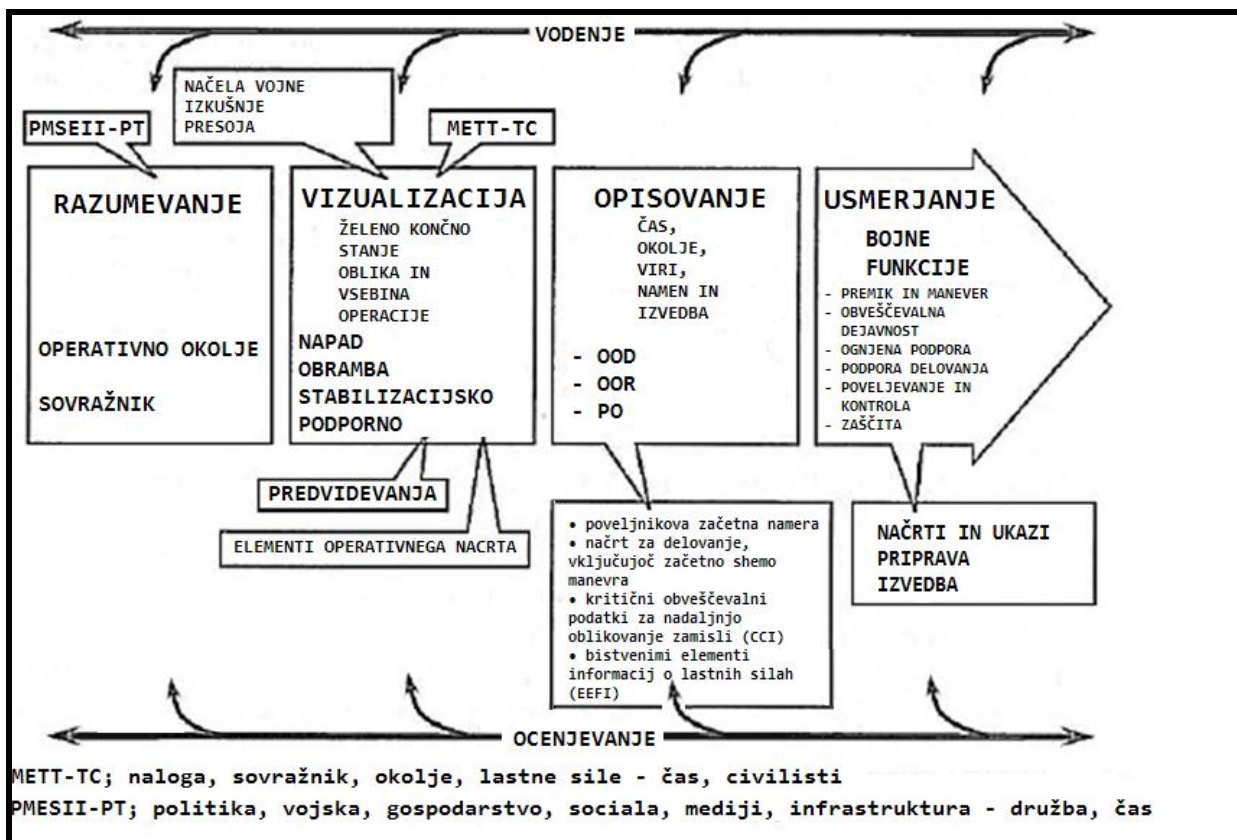 VODENJE
NAČELA VOJNE
IZKUŠNJE
PRESOJA
PMSEII-PT
METT-TC
RAZUMEVANJE
OPERATIVNO OKOLJE
SOVRAŽNIK
VIZUALIZACIJA
ŽELENO KONČNO
STANJE
OBLIKA IN
VSEBINA
OPERACIJE
NAPAD
OBRAMBA
STABILIZACIJSKO
PODPORNO
OPISOVANJE
ČAS,
OKOLJE,
VIRI,
NAMEN IN
IZVEDBA
- OOD
- OOR
- PO
USMERJANJE
BOJNE
FUNKCIJE
- PREMIK IN MANEVER
- OBVEŠČEVALNA
DEJAVNOST
- OGNJENA PODPORA
- PODPORA DELOVANJA
- POVELJEVANJE IN
KONTROLA
- ZAŠČITA
PREDVIDEVANJA
ELEMENTI OPERATIVNEGA NACRTA
• poveljnikova začetna namera
• načrt za delovanje,
vključujoč začetno shemo
manevra
• kritični obveščevalni
podatki za nadaljnjo
oblikovanje zamisli (CCI)
• bistvenimi elementi
informacij o lastnih silah
(EEFI)
NAČRTI IN UKAZI
PRIPRAVA
IZVEDBA
OCENJEVANJE
METT-TC; naloga, sovražnik, okolje, lastne sile - čas, civilisti
PMESII-PT; politika, vojska, gospodarstvo, sociala, mediji, infrastruktura - družba, čas